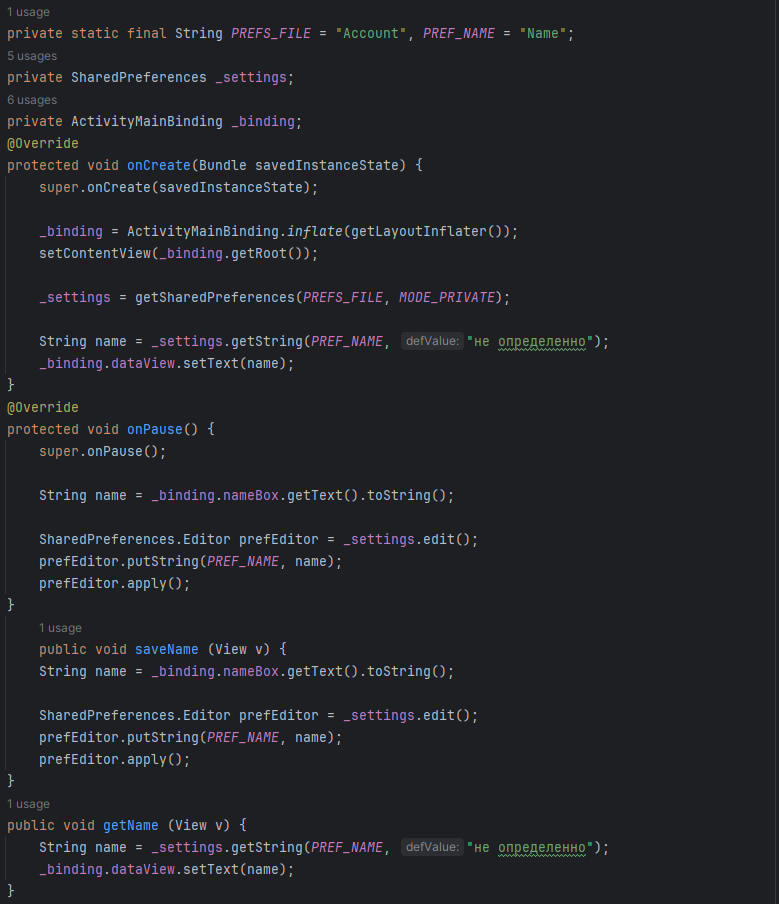 1 usage
private static final String PREFS_FILE = "Account", PREF_NAME = "Name";
5 usages
private SharedPreferences _settings;
6 usages
private ActivityMainBinding _binding;
@Override
protected void onCreate(Bundle savedInstanceState) {
    super.onCreate(savedInstanceState);
    _binding = ActivityMainBinding.inflate(getLayoutInflater());
    setContentView(_binding.getRoot());
    _settings = getSharedPreferences(PREFS_FILE, MODE_PRIVATE);
    String name = _settings.getString(PREF_NAME, defValue: "не определенно");
    _binding.dataView.setText(name);
}
@Override
protected void onPause() {
    super.onPause();
    String name = _binding.nameBox.getText().toString();
    SharedPreferences.Editor prefEditor = _settings.edit();
    prefEditor.putString(PREF_NAME, name);
    prefEditor.apply();
}
    1 usage
    public void saveName (View v) {
    String name = _binding.nameBox.getText().toString();
    SharedPreferences.Editor prefEditor = _settings.edit();
    prefEditor.putString(PREF_NAME, name);
    prefEditor.apply();
}
1 usage
public void getName (View v) {
    String name = _settings.getString(PREF_NAME, defValue: "не определенно");
    _binding.dataView.setText(name);
}